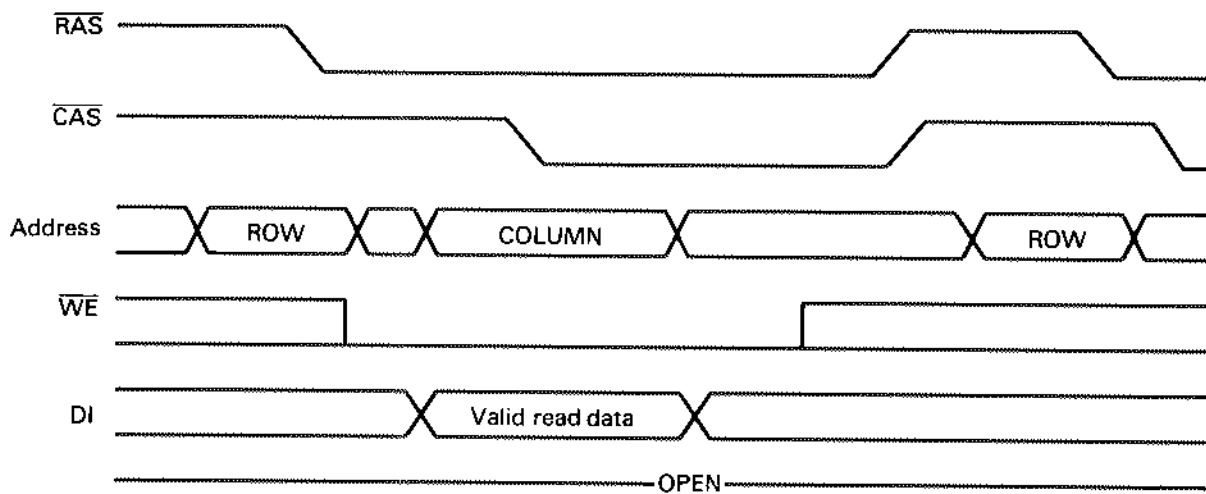 RAS
CAS
Address ROW COLUMN ROW
WE
DI Valid read data
OPEN